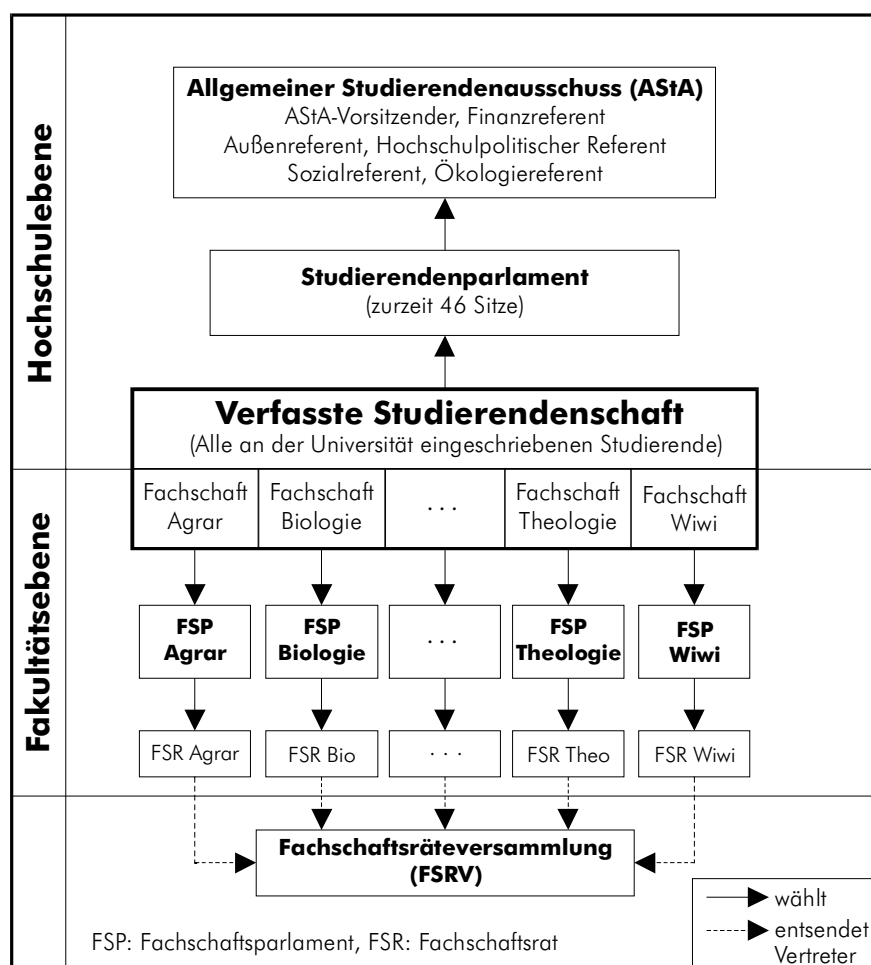 Hochschulebene
Allgemeiner Studierendenausschuss (AStA)
AStA-Vorsitzender, Finanzreferent
Außenreferent, Hochschulpolitischer Referent
Sozialreferent, Ökologiereferent
Studierendenparlament
(zurzeit 46 Sitze)
Verfasste Studierendenschaft
(Alle an der Universität eingeschriebenen Studierende)
Fakultätsebene
Fachschaft
Agrar
Fachschaft
Biologie
. . .
Fachschaft
Theologie
Fachschaft
Wiwi
FSP
Agrar
FSP
Biologie
. . .
FSP
Theologie
FSP
Wiwi
FSR Agrar
FSR Bio
. . .
FSR Theo
FSR Wiwi
Fachschaftsräteversammlung
(FSRV)
wählt
entsendet
Vertreter
FSP: Fachschaftsparlament, FSR: Fachschaftsrat